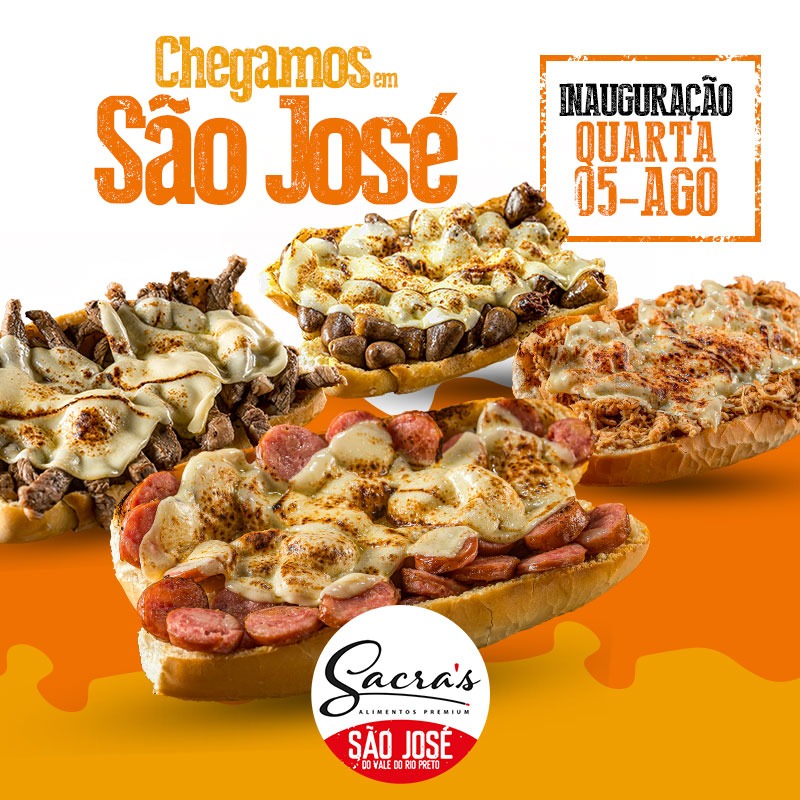 Chegamos em
São José
INAUGURAÇÃO
QUARTA
05-AGO
Sacra's
ALIMENTOS PREMIUM
SÃO JOSÉ
DO VALE DO RIO PRETO